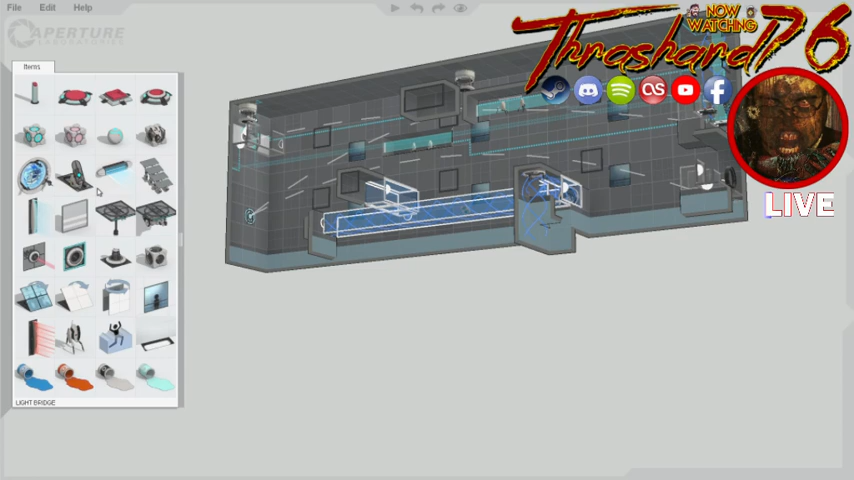 File Edit Help
APERTURE
LABORATORIES
Items
LIGHT BRIDGE
NOW
WATCHING
Thrashard76
LIVE